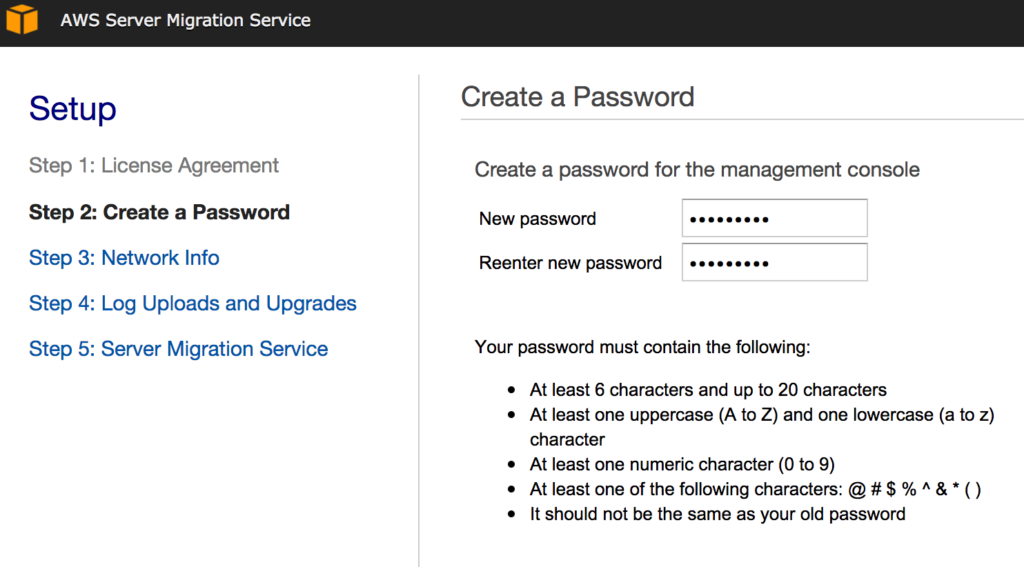 AWS Server Migration Service
Setup
Step 1: License Agreement
Step 2: Create a Password
Step 3: Network Info
Step 4: Log Uploads and Upgrades
Step 5: Server Migration Service
Create a Password
Create a password for the management console
New password •••••••••
Reenter new password •••••••••
Your password must contain the following:
• At least 6 characters and up to 20 characters
• At least one uppercase (A to Z) and one lowercase (a to z)
character
• At least one numeric character (0 to 9)
• At least one of the following characters: @ # $ % ^ & * ( )
• It should not be the same as your old password